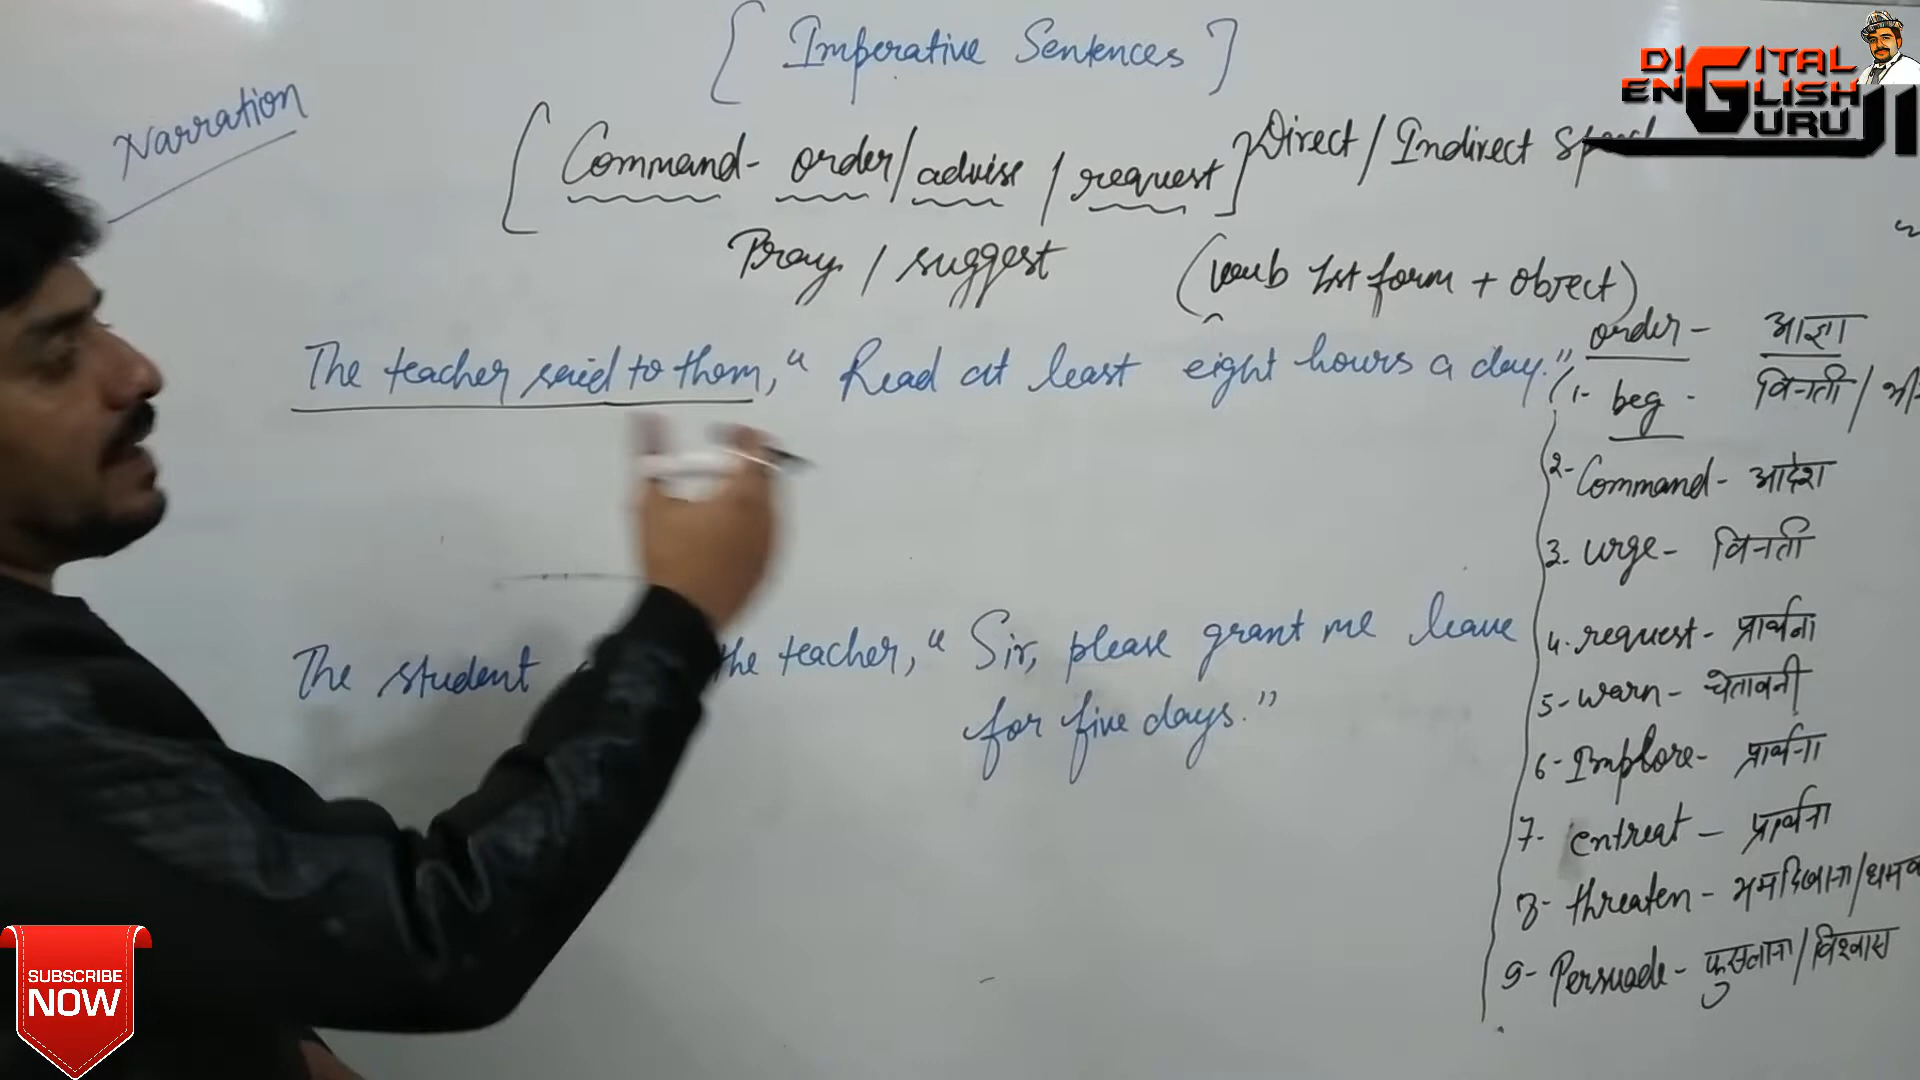 [ Imperative Sentences ]
Narration
[ Command - order / advise / request ] Direct / Indirect
Pray / suggest (verb 1st form + object)
The teacher said to them, " Read at least eight hours a day."
The student the teacher, " Sir, please grant me leave
for five days."
order - आज्ञा
1- beg - विनती /
2- Command - आदेश
3- urge - विनती
4. request - प्रार्थना
5- warn - चेतावनी
6- Implore - प्रार्थना
7- entreat - प्रार्थना
8- threaten -
9- Persuade - फुसलाना / विश्वास
DIGITAL
ENGLISH
GURU JI
SUBSCRIBE
NOW